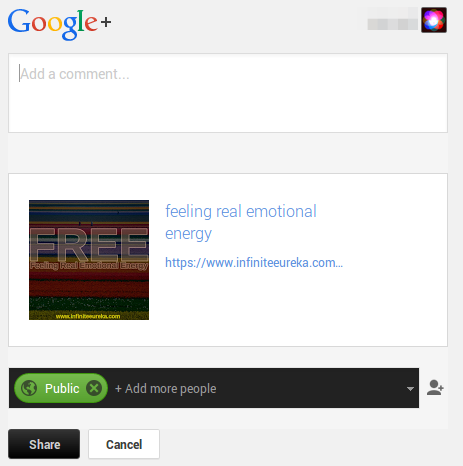 Google+
Add a comment...
FREE
Feeling Real Emotional Energy
www.infiniteeureka.com
feeling real emotional
energy
https://www.infiniteeureka.com...
Public
+ Add more people
Share
Cancel